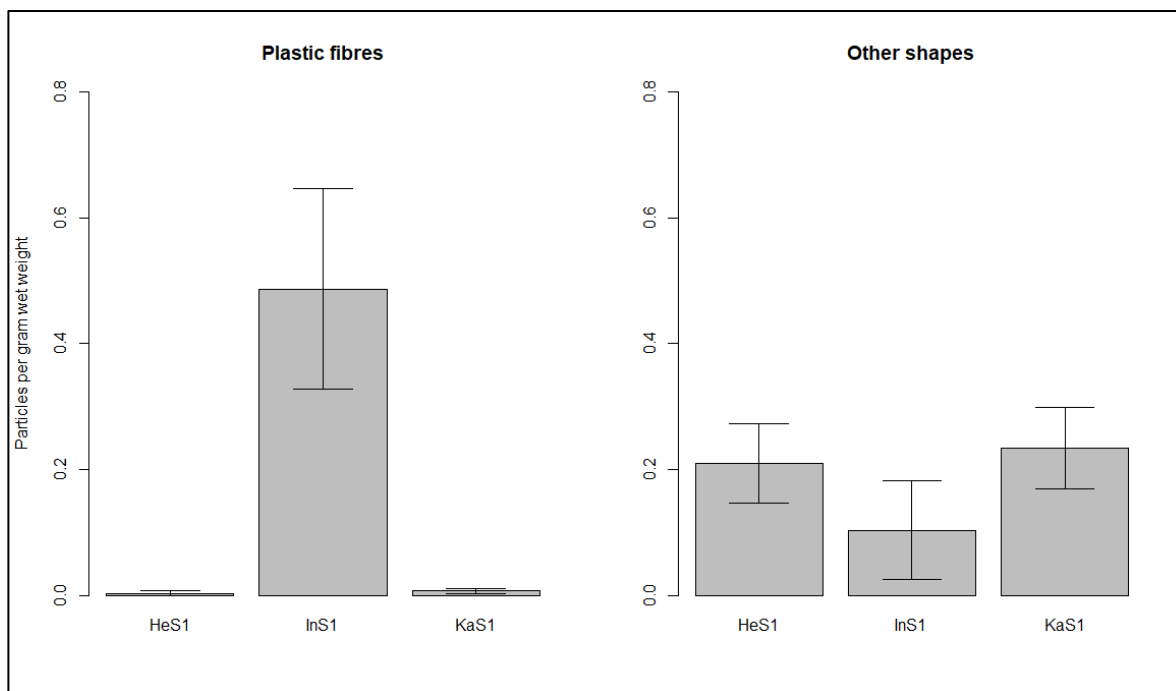 Plastic fibres
Particles per gram wet weight
0.8
0.6
0.4
0.2
0.0
HeS1 InS1 KaS1
Other shapes
0.8
0.6
0.4
0.2
0.0
HeS1 InS1 KaS1